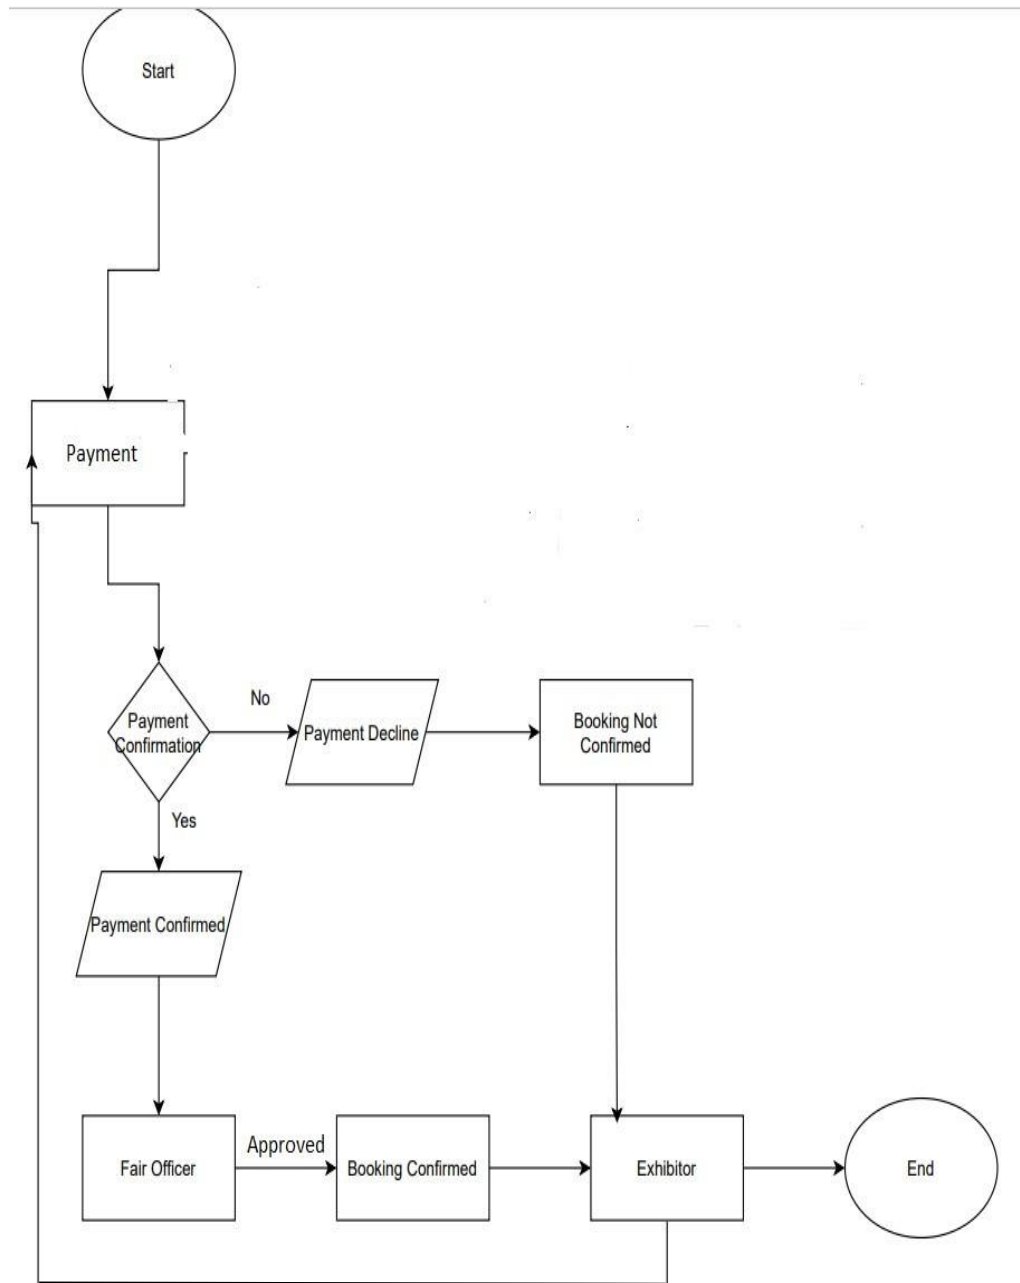 Start
Payment
Payment
Confirmation
No
Payment Decline
Booking Not
Confirmed
Yes
Payment Confirmed
Fair Officer
Approved
Booking Confirmed
Exhibitor
End